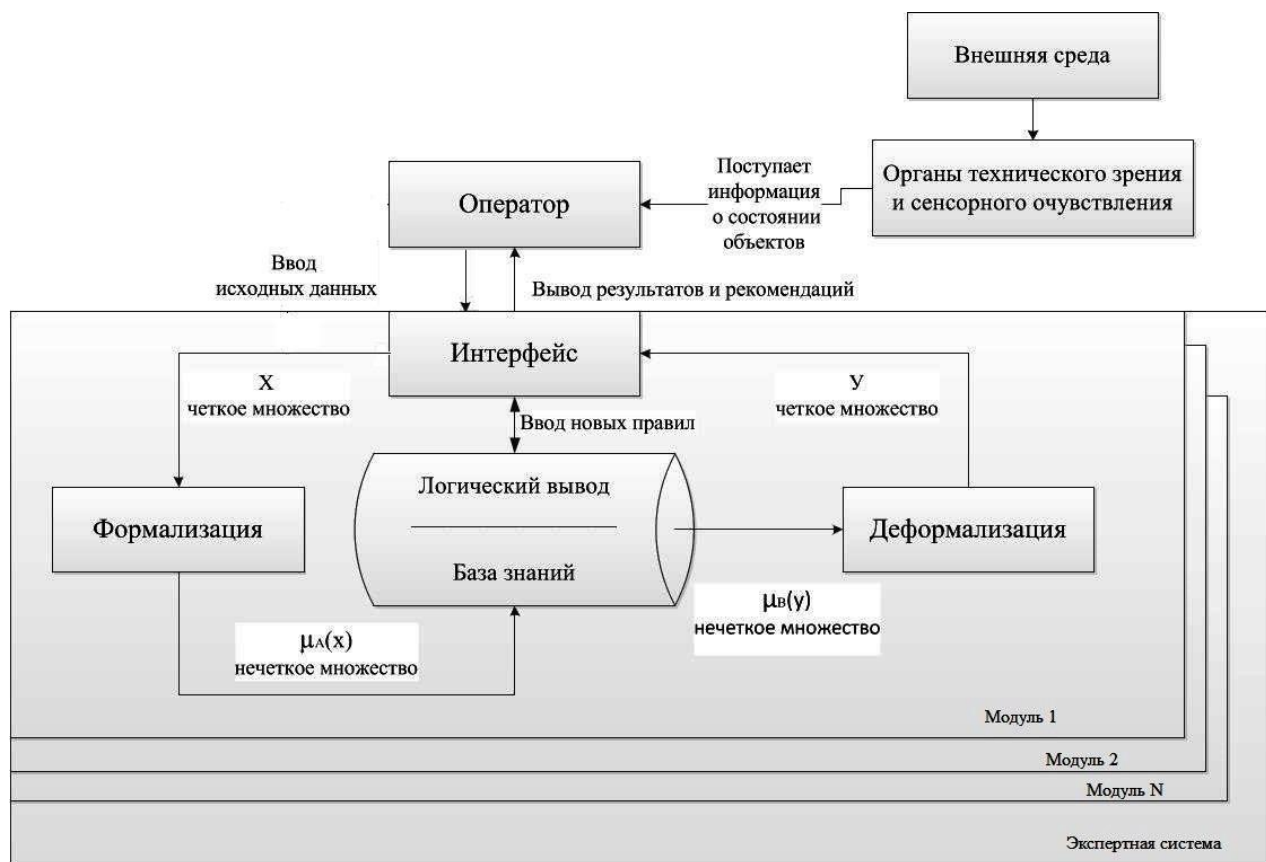 Внешняя среда
Органы технического зрения
и сенсорного очувствления
Поступает
информация
о состоянии
объектов
Оператор
Ввод
исходных данных
Вывод результатов и рекомендаций
Интерфейс
X
четкое множество
У
четкое множество
Ввод новых правил
Логический вывод
База знаний
Формализация
Деформализация
μA(x)
нечеткое множество
μB(y)
нечеткое множество
Модуль 1
Модуль 2
Модуль N
Экспертная система